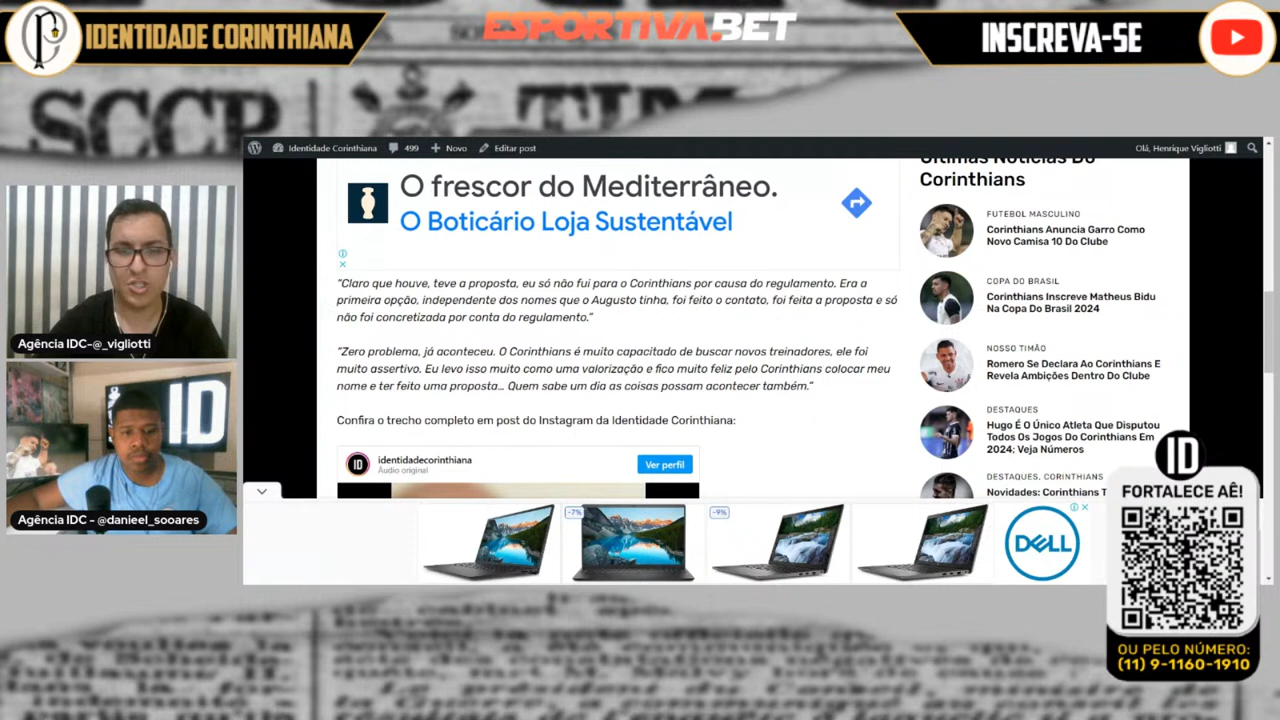 IDENTIDADE CORINTHIANA
ESPORTIVA.BET
INSCREVA-SE
SCCP
Identidade Corinthiana
499
Novo
Editar post
Olá, Henrique Vigliotti
O frescor do Mediterrâneo.
O Boticário Loja Sustentável
“Claro que houve, teve a proposta, eu só não fui para o Corinthians por causa do regulamento. Era a
primeira opção, independente dos nomes que o Augusto tinha, foi feito o contato, foi feita a proposta e só
não foi concretizada por conta do regulamento.”
“Zero problema, já aconteceu. O Corinthians é muito capacitado de buscar novos treinadores, ele foi
muito assertivo. Eu levo isso muito como uma valorização e fico muito feliz pelo Corinthians colocar meu
nome e ter feito uma proposta… Quem sabe um dia as coisas possam acontecer também.”
Confira o trecho completo em post do Instagram da Identidade Corinthiana:
ID
identidadecorinthiana
Áudio original
Ver perfil
Últimas Notícias Do
Corinthians
FUTEBOL MASCULINO
Corinthians Anuncia Garro Como
Novo Camisa 10 Do Clube
COPA DO BRASIL
Corinthians Inscreve Matheus Bidu
Na Copa Do Brasil 2024
NOSSO TIMÃO
Romero Se Declara Ao Corinthians E
Revela Ambições Dentro Do Clube
DESTAQUES
Hugo É O Único Atleta Que Disputou
Todos Os Jogos Do Corinthians Em
2024; Veja Números
DESTAQUES, CORINTHIANS
Novidades: Corinthians T
-7%
-9%
DELL
Agência IDC-@_vigliotti
ID
Agência IDC - @danieel_sooares
ID
FORTALECE AÊ!
OU PELO NÚMERO:
(11) 9-1160-1910